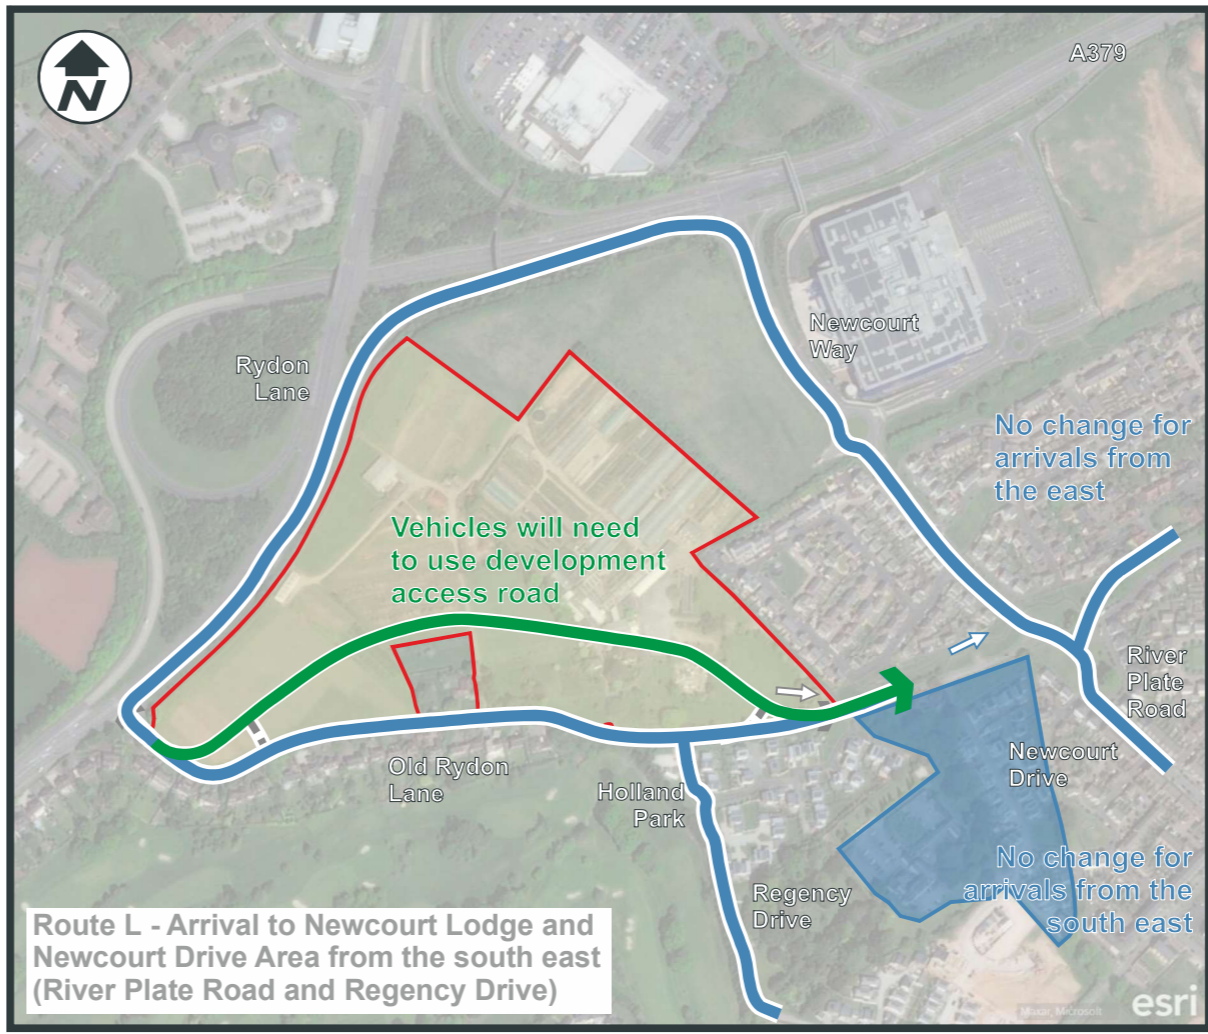 N
A379
Newcourt
Way
Rydon
Lane
No change for
arrivals from
the east
Vehicles will need
to use development
access road
River
Plate
Road
Newcourt
Drive
Old Rydon
Lane
Holland
Park
No change for
arrivals from the
south east
Regency
Drive
Route L - Arrival to Newcourt Lodge and
Newcourt Drive Area from the south east
(River Plate Road and Regency Drive)
Maxar, Microsoft
esri